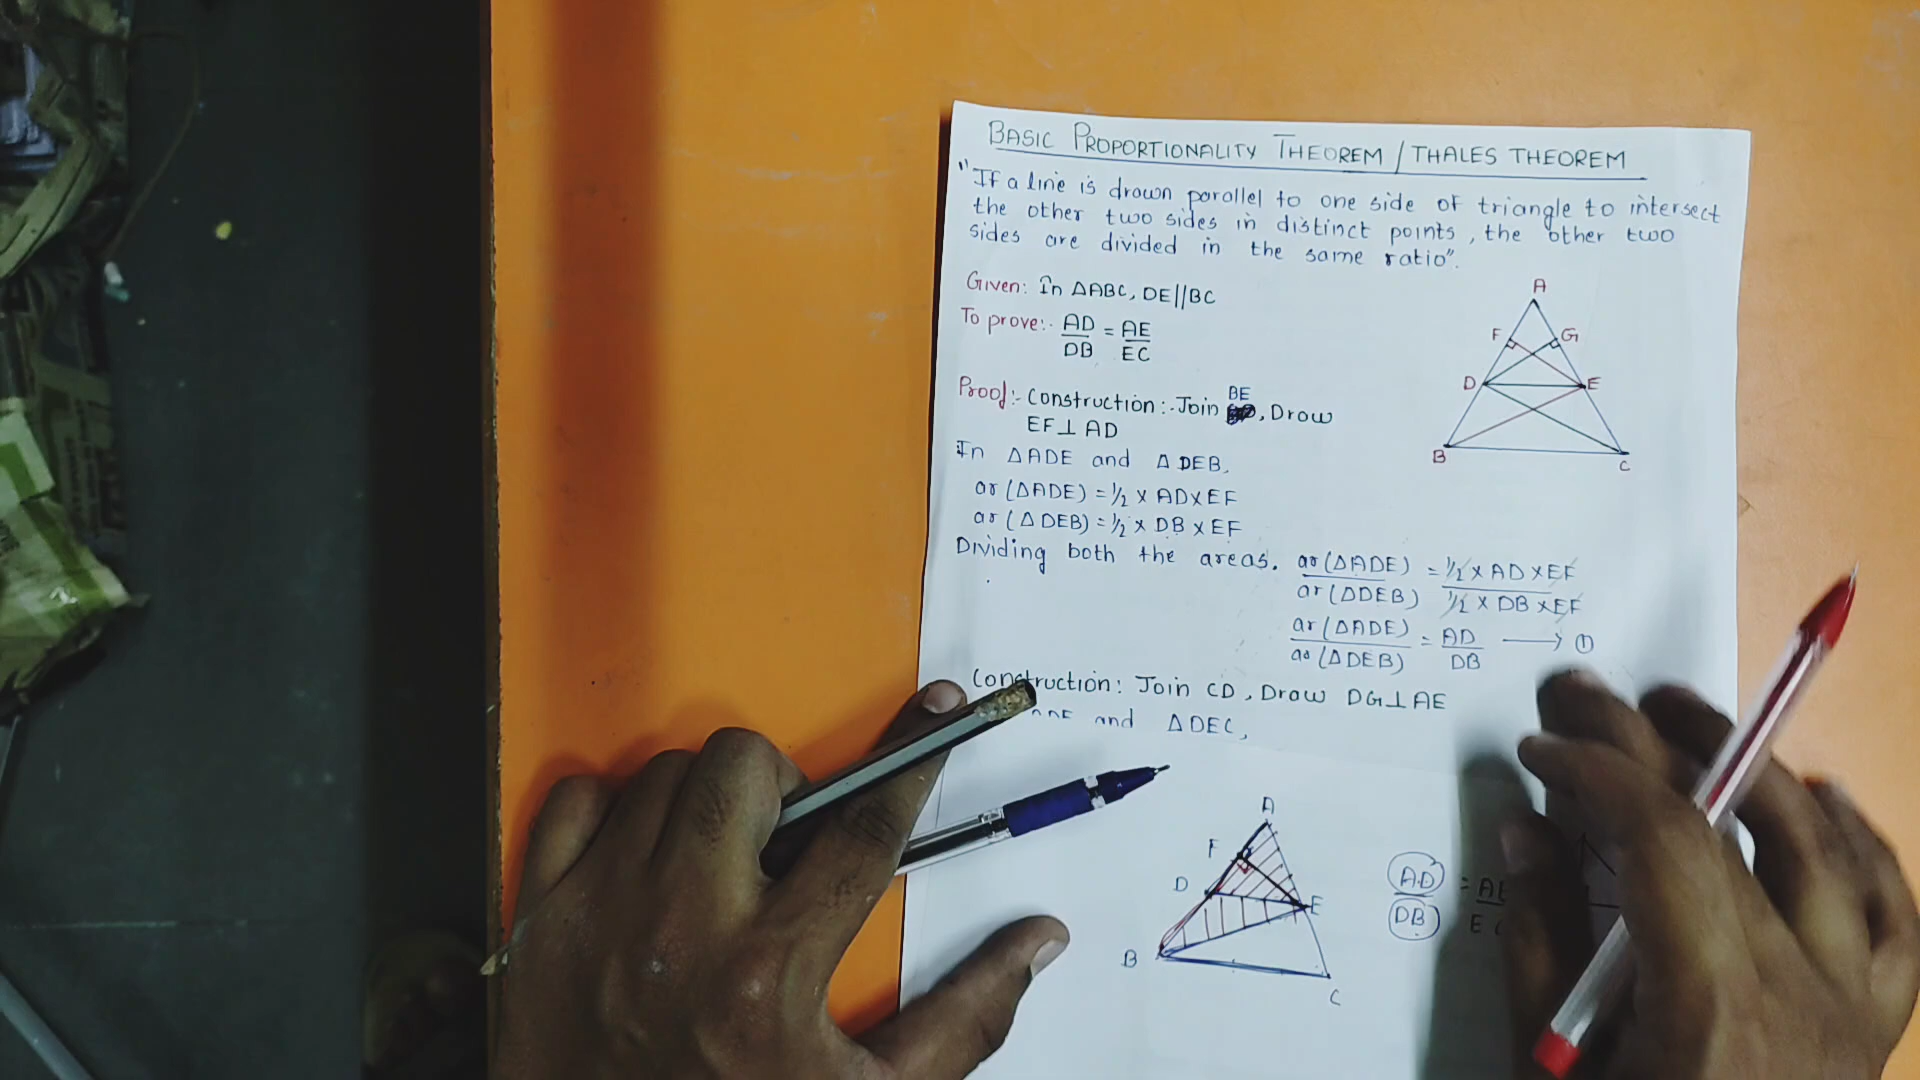 BASIC PROPORTIONALITY THEOREM / THALES THEOREM
"If a line is drawn parallel to one side of triangle to intersect
the other two sides in distinct points, the other two
sides are divided in the same ratio".
Given: In ΔABC, DE||BC
To prove:- AD/DB = AE/EC
Proof:- Construction:- Join BE, Draw
EF⊥AD
In ΔADE and ΔDEB,
ar(ΔADE) = 1/2 × AD×EF
ar(ΔDEB) = 1/2 × DB × EF
Dividing both the areas. ar(ΔADE)/ar(ΔDEB) = 1/2 × AD × EF / 1/2 × DB × EF
ar(ΔADE)/ar(ΔDEB) = AD/DB → ①
Construction: Join CD, Draw DG⊥AE
and ΔDEC,
A
F G
D E
B C
A
F
D E
B
C
AD/DB =